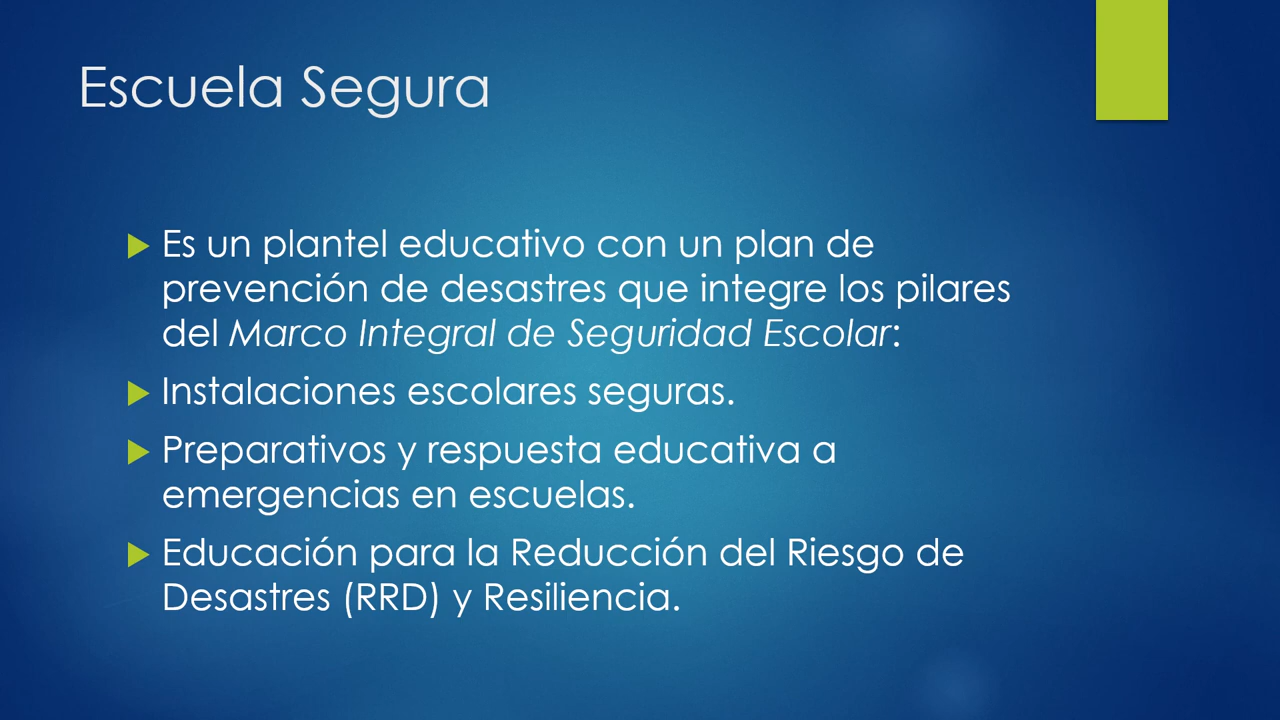 Escuela Segura
Es un plantel educativo con un plan de
prevención de desastres que integre los pilares
del Marco Integral de Seguridad Escolar:
Instalaciones escolares seguras.
Preparativos y respuesta educativa a
emergencias en escuelas.
Educación para la Reducción del Riesgo de
Desastres (RRD) y Resiliencia.